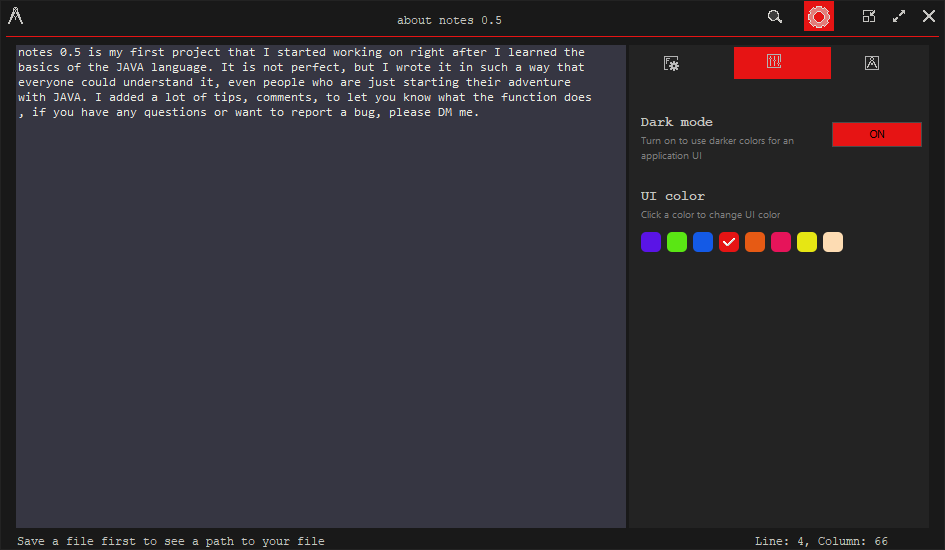 about notes 0.5
notes 0.5 is my first project that I started working on right after I learned the
basics of the JAVA language. It is not perfect, but I wrote it in such a way that
everyone could understand it, even people who are just starting their adventure
with JAVA. I added a lot of tips, comments, to let you know what the function does
, if you have any questions or want to report a bug, please DM me.
Dark mode
Turn on to use darker colors for an
application UI
ON
UI color
Click a color to change UI color
Save a file first to see a path to your file
Line: 4, Column: 66